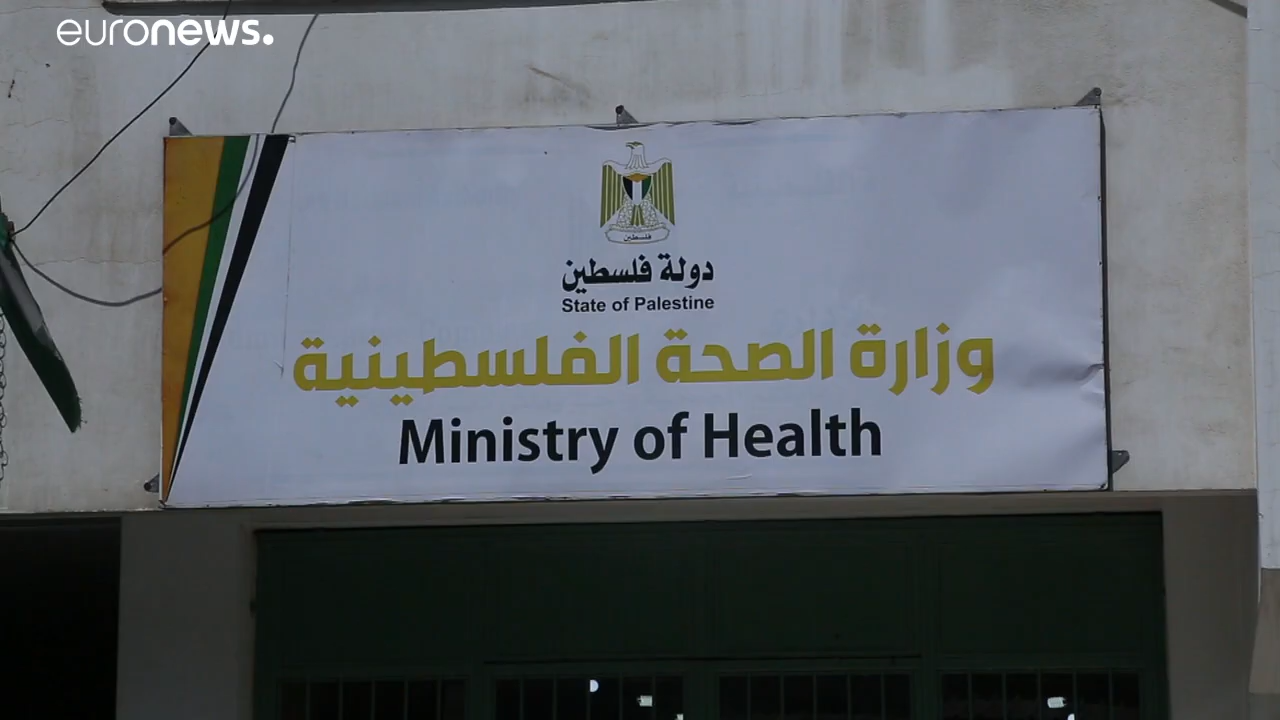 euronews.
فلسطين
دولة فلسطين
State of Palestine
وزارة الصحة الفلسطينية
Ministry of Health